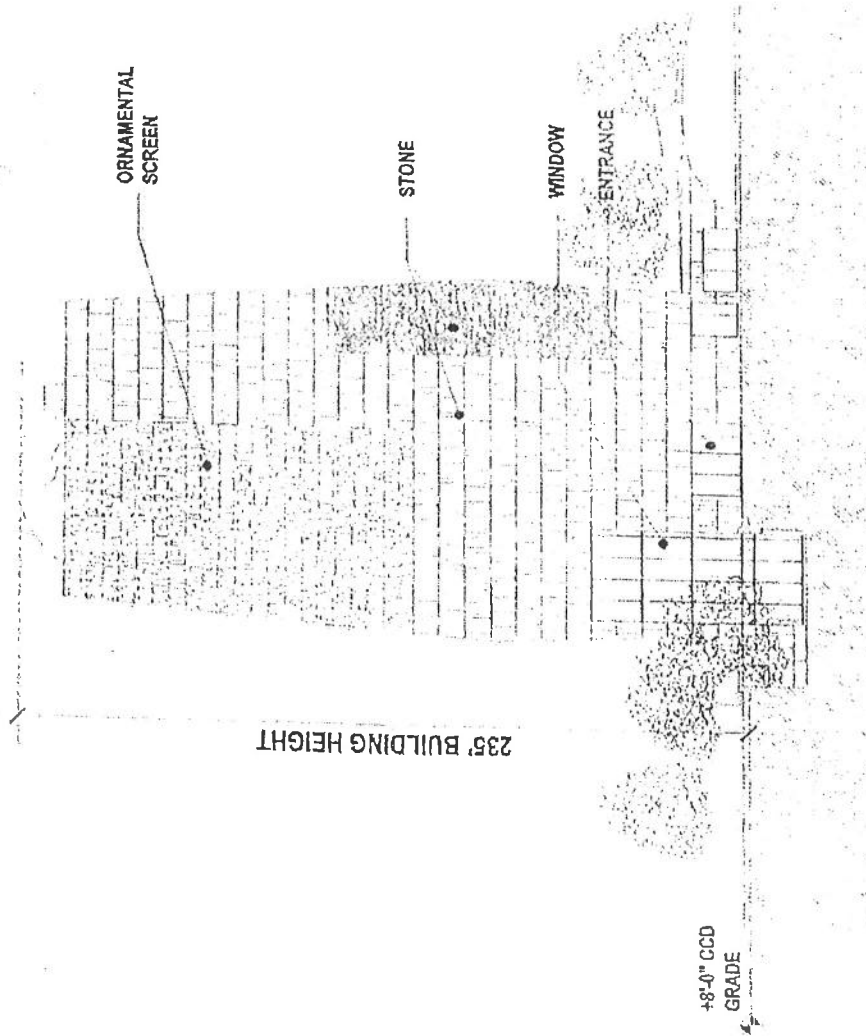 ORNAMENTAL
SCREEN
STONE
WINDOW
ENTRANCE
235' BUILDING HEIGHT
+8'-0" CCD
GRADE